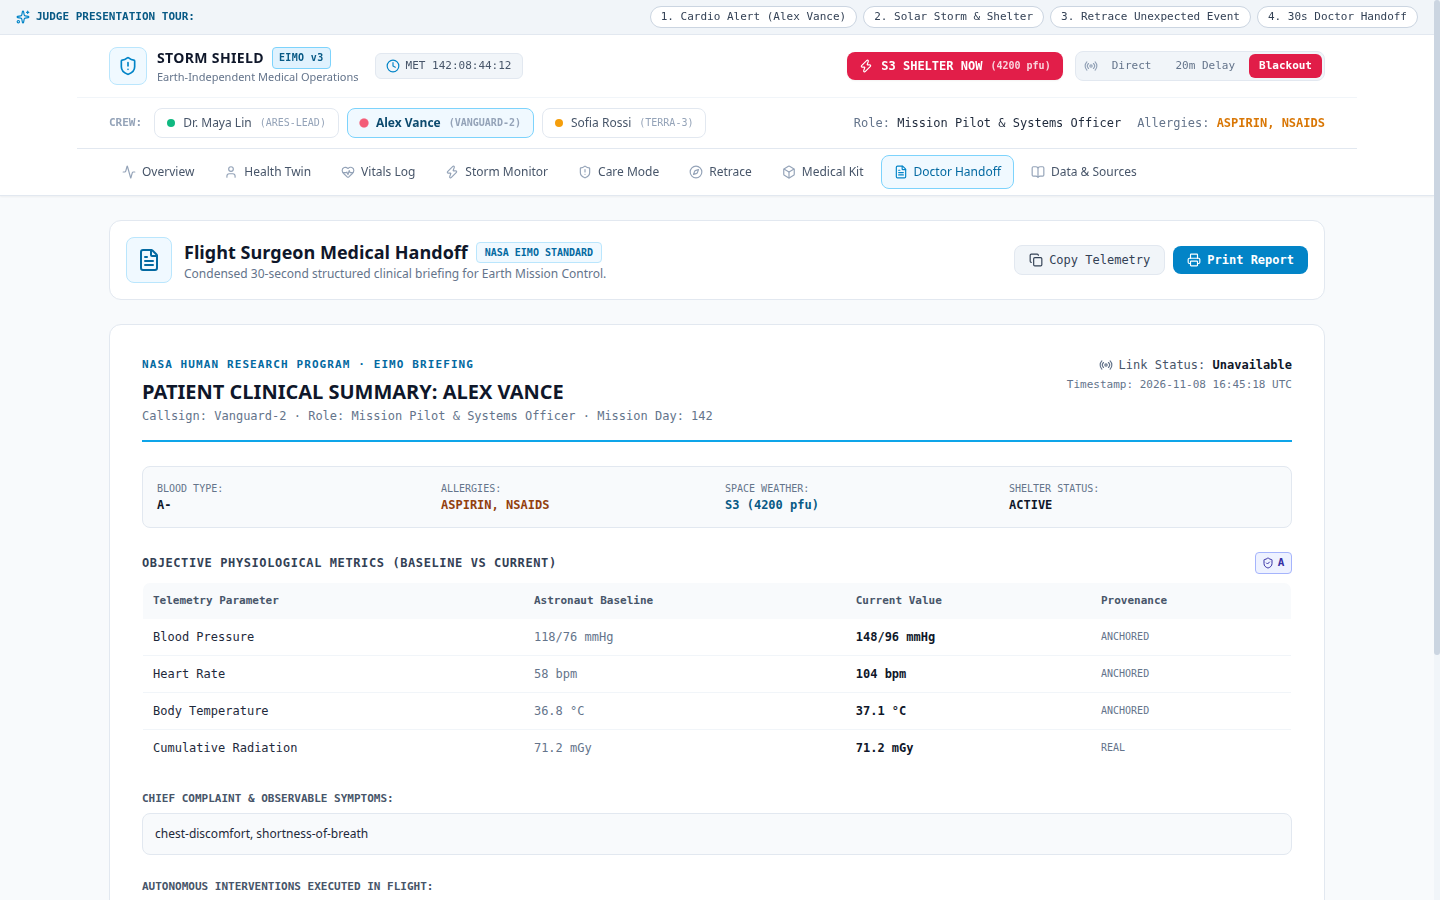 JUDGE PRESENTATION TOUR:
1. Cardio Alert (Alex Vance)
2. Solar Storm & Shelter
3. Retrace Unexpected Event
4. 30s Doctor Handoff
STORM SHIELD
EIMO v3
Earth-Independent Medical Operations
MET 142:08:44:12
S3 SHELTER NOW (4200 pfu)
Direct
20m Delay
Blackout
CREW:
Dr. Maya Lin (ARES-LEAD)
Alex Vance (VANGUARD-2)
Sofia Rossi (TERRA-3)
Role: Mission Pilot & Systems Officer
Allergies: ASPIRIN, NSAIDS
Overview
Health Twin
Vitals Log
Storm Monitor
Care Mode
Retrace
Medical Kit
Doctor Handoff
Data & Sources
Flight Surgeon Medical Handoff
NASA EIMO STANDARD
Condensed 30-second structured clinical briefing for Earth Mission Control.
Copy Telemetry
Print Report
NASA HUMAN RESEARCH PROGRAM · EIMO BRIEFING
Link Status: Unavailable
PATIENT CLINICAL SUMMARY: ALEX VANCE
Timestamp: 2026-11-08 16:45:18 UTC
Callsign: Vanguard-2 · Role: Mission Pilot & Systems Officer · Mission Day: 142
BLOOD TYPE:
A-
ALLERGIES:
ASPIRIN, NSAIDS
SPACE WEATHER:
S3 (4200 pfu)
SHELTER STATUS:
ACTIVE
OBJECTIVE PHYSIOLOGICAL METRICS (BASELINE VS CURRENT)
A
Telemetry Parameter Astronaut Baseline Current Value Provenance
Blood Pressure 118/76 mmHg 148/96 mmHg ANCHORED
Heart Rate 58 bpm 104 bpm ANCHORED
Body Temperature 36.8 °C 37.1 °C ANCHORED
Cumulative Radiation 71.2 mGy 71.2 mGy REAL
CHIEF COMPLAINT & OBSERVABLE SYMPTOMS:
chest-discomfort, shortness-of-breath
AUTONOMOUS INTERVENTIONS EXECUTED IN FLIGHT: